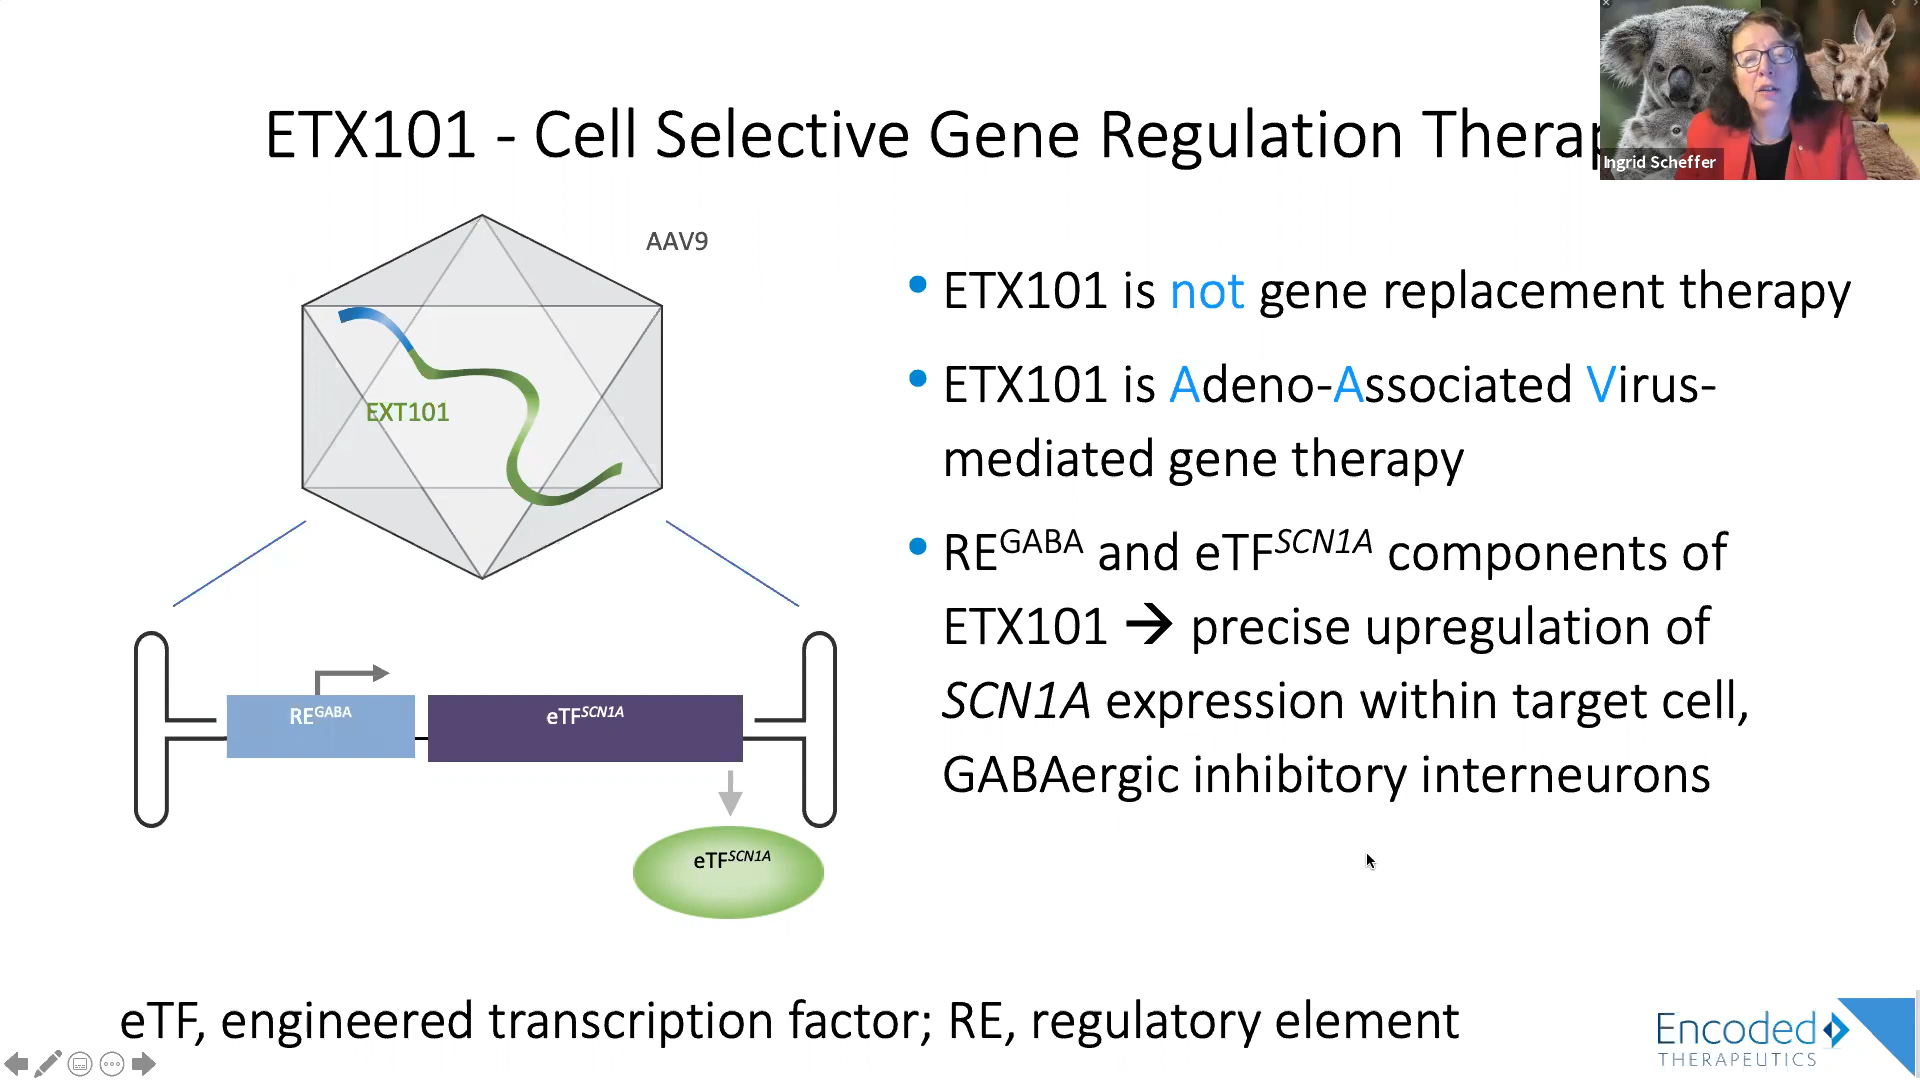 ETX101 - Cell Selective Gene Regulation Therap
Ingrid Scheffer
AAV9
EXT101
REGABA
eTFSCN1A
eTFSCN1A
• ETX101 is not gene replacement therapy
• ETX101 is Adeno-Associated Virus-
mediated gene therapy
• REGABA and eTFSCN1A components of
ETX101 → precise upregulation of
SCN1A expression within target cell,
GABAergic inhibitory interneurons
eTF, engineered transcription factor; RE, regulatory element
Encoded
THERAPEUTICS